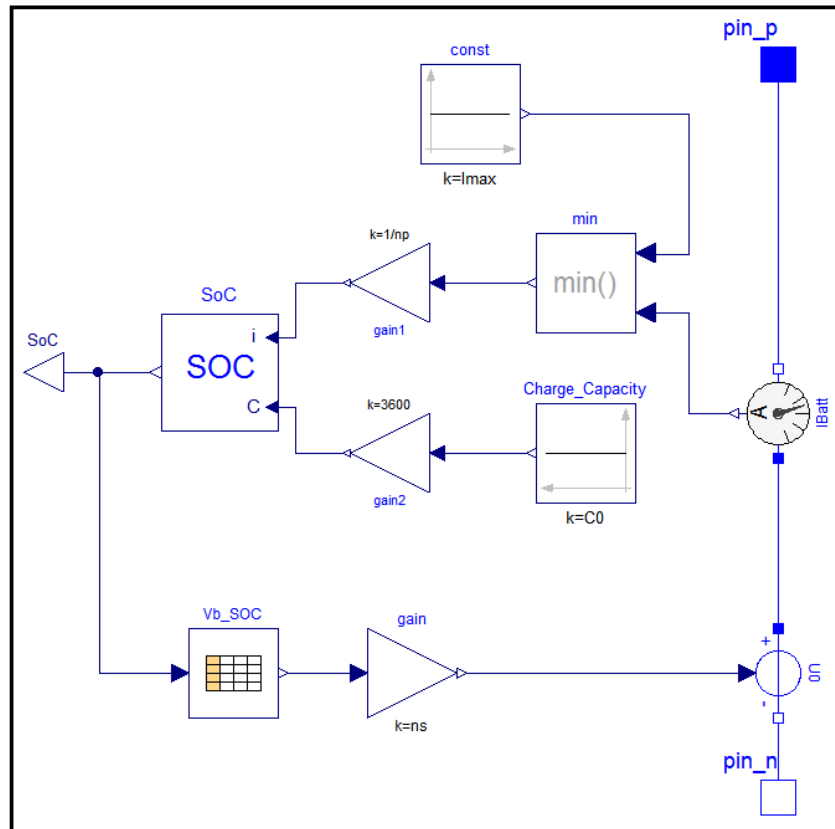 pin_p
const
k=Imax
min
min()
k=1/np
gain1
SoC
i
SOC
C
SoC
k=3600
gain2
Charge_Capacity
k=C0
A
IBatt
Vb_SOC
gain
k=ns
+
U0
-
pin_n